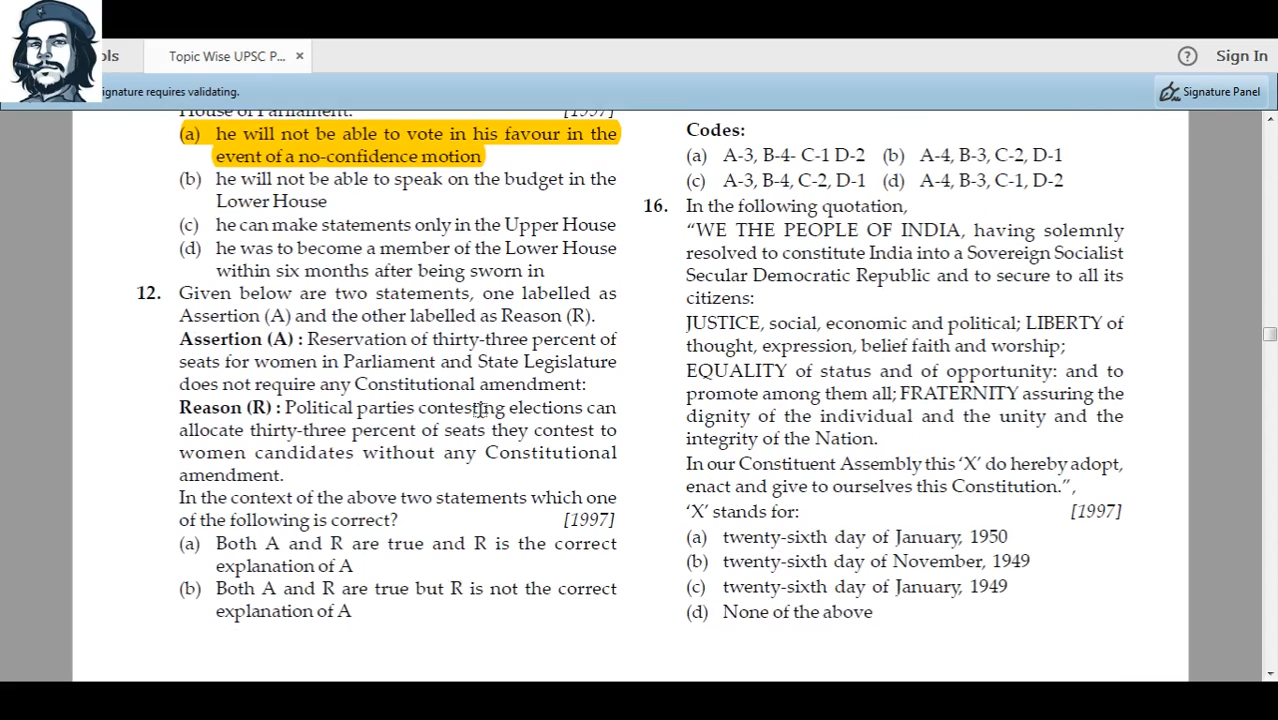 ols
Topic Wise UPSC P... ×
? Sign In
ignature requires validating.
Signature Panel
House of Parliament. [1997]
(a) he will not be able to vote in his favour in the
event of a no-confidence motion
(b) he will not be able to speak on the budget in the
Lower House
(c) he can make statements only in the Upper House
(d) he was to become a member of the Lower House
within six months after being sworn in
12. Given below are two statements, one labelled as
Assertion (A) and the other labelled as Reason (R).
Assertion (A) : Reservation of thirty-three percent of
seats for women in Parliament and State Legislature
does not require any Constitutional amendment:
Reason (R) : Political parties contesting elections can
allocate thirty-three percent of seats they contest to
women candidates without any Constitutional
amendment.
In the context of the above two statements which one
of the following is correct? [1997]
(a) Both A and R are true and R is the correct
explanation of A
(b) Both A and R are true but R is not the correct
explanation of A
Codes:
(a) A-3, B-4- C-1 D-2 (b) A-4, B-3, C-2, D-1
(c) A-3, B-4, C-2, D-1 (d) A-4, B-3, C-1, D-2
16. In the following quotation,
“WE THE PEOPLE OF INDIA, having solemnly
resolved to constitute India into a Sovereign Socialist
Secular Democratic Republic and to secure to all its
citizens:
JUSTICE, social, economic and political; LIBERTY of
thought, expression, belief faith and worship;
EQUALITY of status and of opportunity: and to
promote among them all; FRATERNITY assuring the
dignity of the individual and the unity and the
integrity of the Nation.
In our Constituent Assembly this ‘X’ do hereby adopt,
enact and give to ourselves this Constitution.”,
‘X’ stands for: [1997]
(a) twenty-sixth day of January, 1950
(b) twenty-sixth day of November, 1949
(c) twenty-sixth day of January, 1949
(d) None of the above